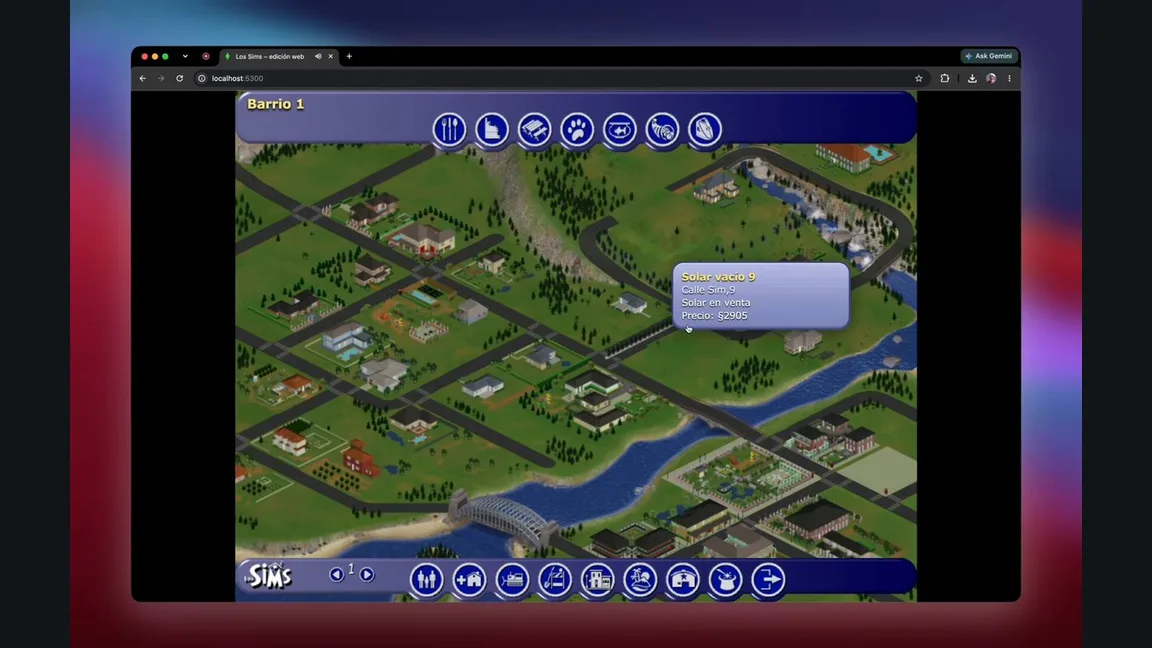 Los Sims – edición web
Ask Gemini
localhost:5300
Barrio 1
Solar vacío 9
Calle Sim,9
Solar en venta
Precio: §2905
Los SiMS
1